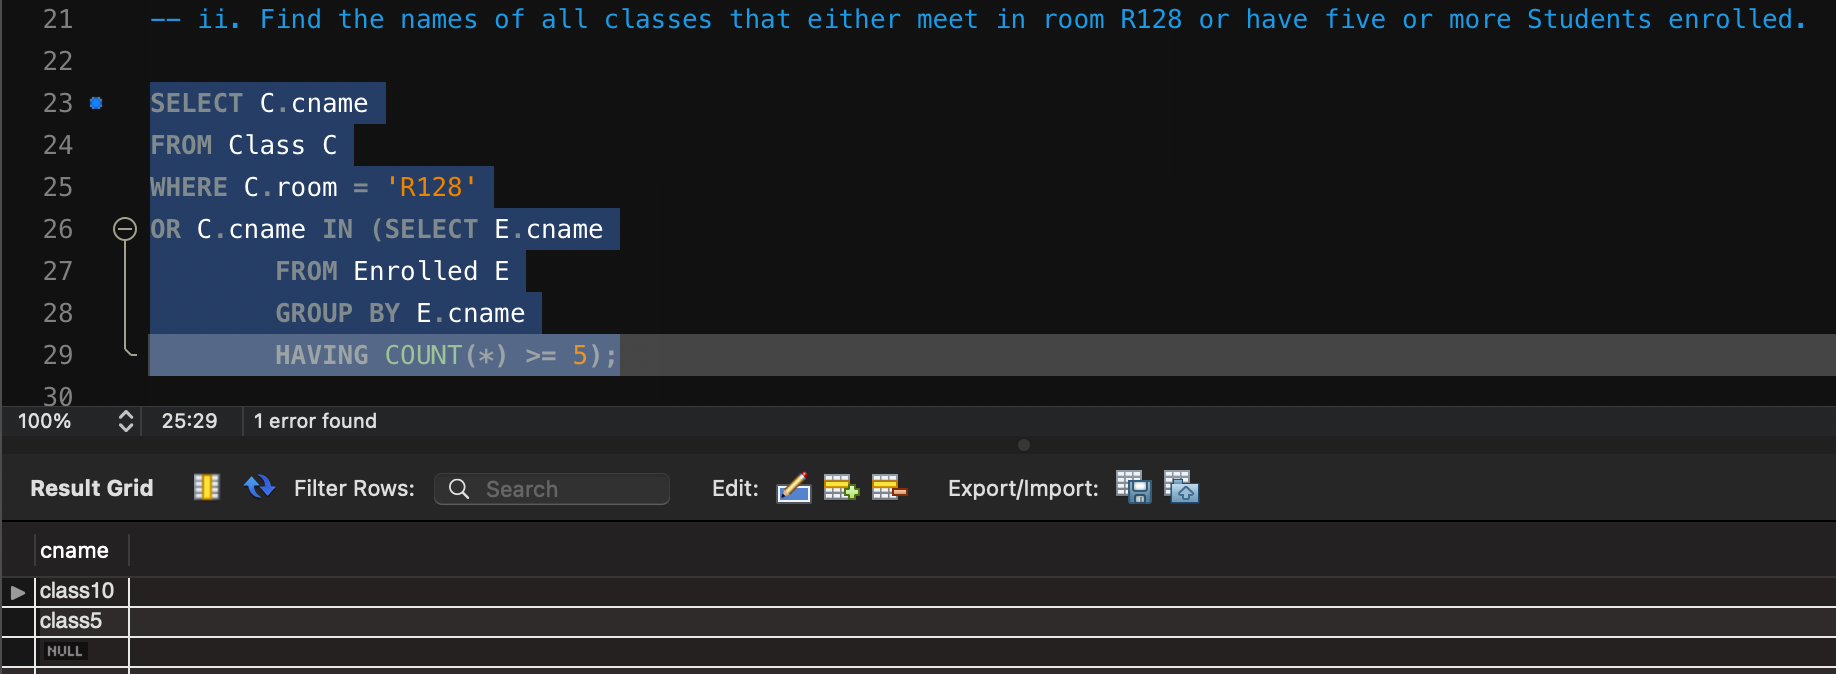 21 -- ii. Find the names of all classes that either meet in room R128 or have five or more Students enrolled.
22
23 SELECT C.cname
24 FROM Class C
25 WHERE C.room = 'R128'
26 OR C.cname IN (SELECT E.cname
27 FROM Enrolled E
28 GROUP BY E.cname
29 HAVING COUNT(*) >= 5);
30
100% 25:29 1 error found
Result Grid Filter Rows: Search Edit: Export/Import:
cname
class10
class5
NULL